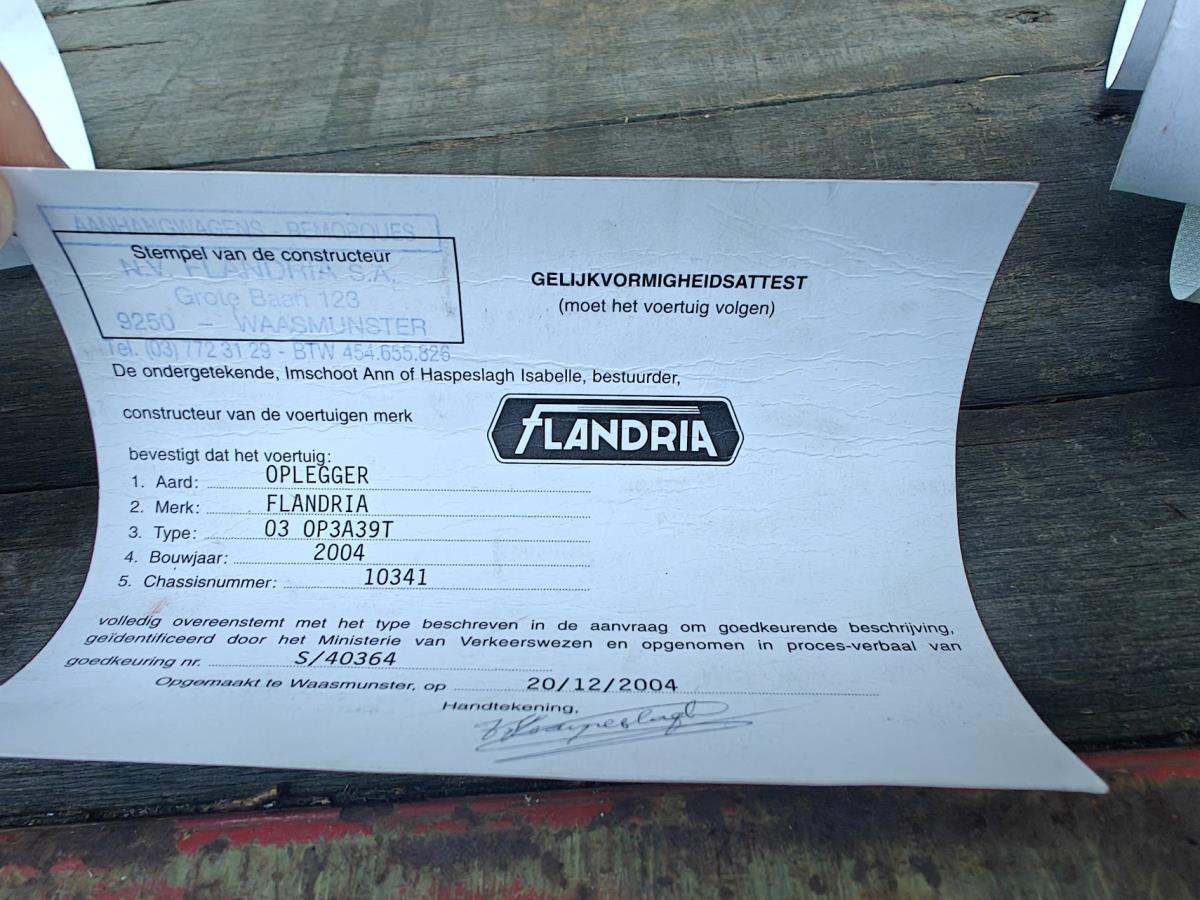 AANHANGWAGENS - REMORQUES
Stempel van de constructeur
N.V. FLANDRIA S.A.
Grote Baan 123
9250 - WAASMUNSTER
Tel. (03) 772 31 29 - BTW 454.655.826
GELIJKVORMIGHEIDSATTEST
(moet het voertuig volgen)
De ondergetekende, Imschoot Ann of Haspeslagh Isabelle, bestuurder,
constructeur van de voertuigen merk
FLANDRIA
bevestigt dat het voertuig:
1. Aard: OPLEGGER
2. Merk: FLANDRIA
3. Type: 03 OP3A39T
4. Bouwjaar: 2004
5. Chassisnummer: 10341
volledig overeenstemt met het type beschreven in de aanvraag om goedkeurende beschrijving,
geïdentificeerd door het Ministerie van Verkeerswezen en opgenomen in proces-verbaal van
goedkeuring nr. S/40364
Opgemaakt te Waasmunster, op 20/12/2004
Handtekening,